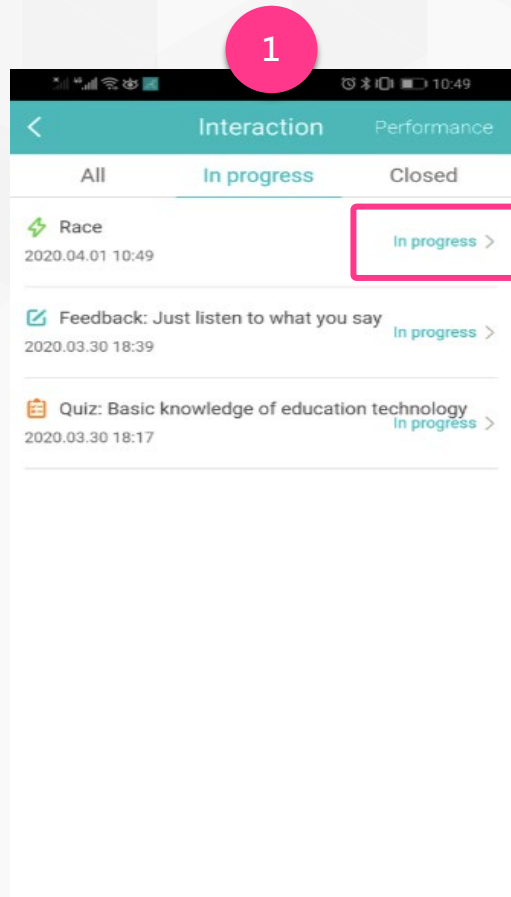 1
10:49
Interaction Performance
All In progress Closed
Race
In progress
2020.04.01 10:49
Feedback: Just listen to what you say
In progress
2020.03.30 18:39
Quiz: Basic knowledge of education technology
In progress
2020.03.30 18:17